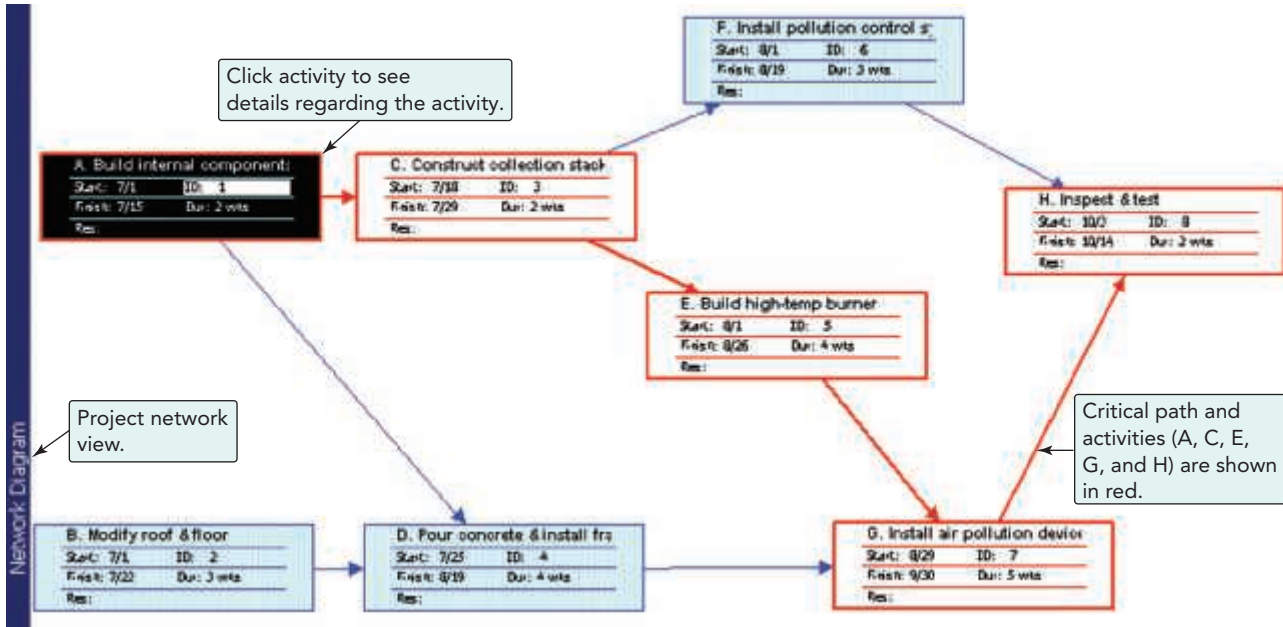 Network Diagram
Click activity to see
details regarding the activity.
Project network
view.
Critical path and
activities (A, C, E,
G, and H) are shown
in red.
A. Build internal component
Start: 7/1 ID: 1
Finish: 7/15 Dur: 2 wks
Res:
C. Construct collection stack
Start: 7/18 ID: 3
Finish: 7/29 Dur: 2 wks
Res:
F. Install pollution control
Start: 8/1 ID: 6
Finish: 8/19 Dur: 3 wks
Res:
H. Inspect & test
Start: ID: 8
Finish: 10/14 Dur: 2 wks
Res:
E. Build high-temp burner
Start: 8/1 ID: 5
Finish: 8/26 Dur: 4 wks
Res:
B. Modify roof & floor
Start: 7/1 ID: 2
Finish: 7/22 Dur: 3 wks
Res:
D. Pour concrete & install fra
Start: 7/25 ID: 4
Finish: 8/19 Dur: 4 wks
Res:
G. Install air pollution device
Start: 8/29 ID: 7
Finish: 9/30 Dur: 5 wks
Res: